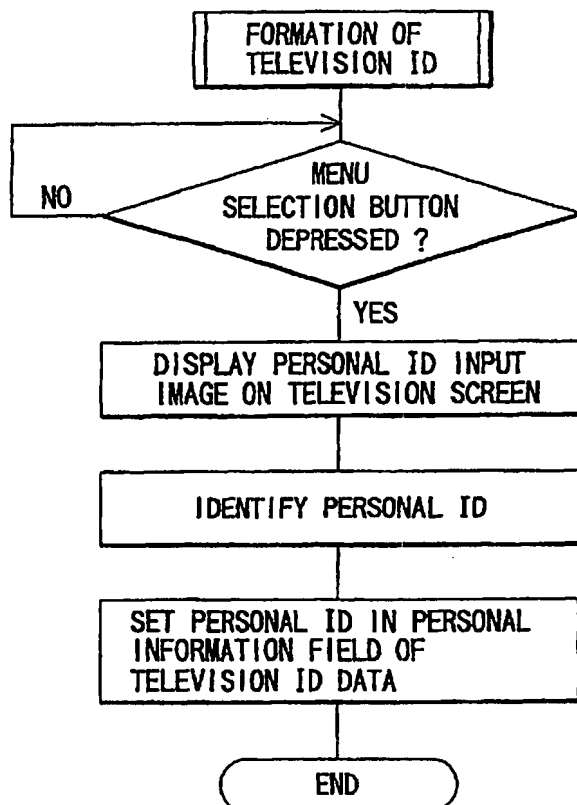 FORMATION OF
TELEVISION ID
MENU
SELECTION BUTTON
DEPRESSED ?
NO
YES
DISPLAY PERSONAL ID INPUT
IMAGE ON TELEVISION SCREEN
IDENTIFY PERSONAL ID
SET PERSONAL ID IN PERSONAL
INFORMATION FIELD OF
TELEVISION ID DATA
END